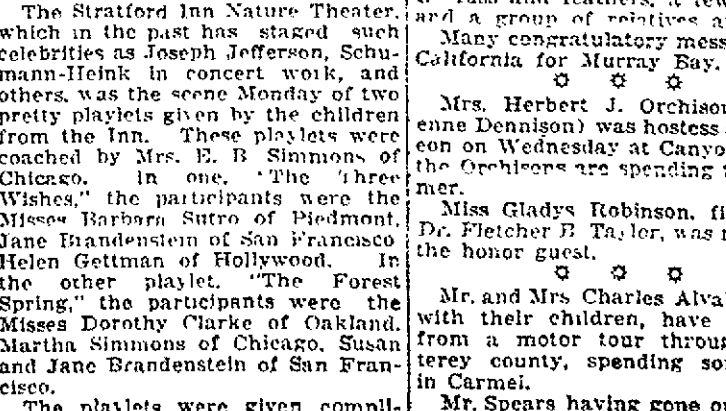 The Stratford Inn Nature Theater,
which in the past has staged such
celebrities as Joseph Jefferson, Schu-
mann-Heink in concert work, and
others, was the scene Monday of two
pretty playlets given by the children
from the Inn. These playlets were
coached by Mrs. E. B Simmons of
Chicago. In one, "The Three
Wishes," the participants were the
Misses Barbara Sutro of Piedmont,
Jane Brandenstein of San Francisco
Helen Gettman of Hollywood. In
the other playlet, "The Forest
Spring," the participants were the
Misses Dorothy Clarke of Oakland,
Martha Simmons of Chicago, Susan
and Jane Brandenstein of San Fran-
cisco.
The playlets were given compli-
and a group of relatives a
Many congratulatory mess
California for Murray Bay.
Mrs. Herbert J. Orchiso
enne Dennison) was hostess
eon on Wednesday at Canyo
the Orchisons are spending
mer.
Miss Gladys Robinson, fi
Dr. Fletcher B Taylor, was
the honor guest.
Mr. and Mrs Charles Alva
with their children, have
from a motor tour throug
terey county, spending so
in Carmel.
Mr. Spears having gone o